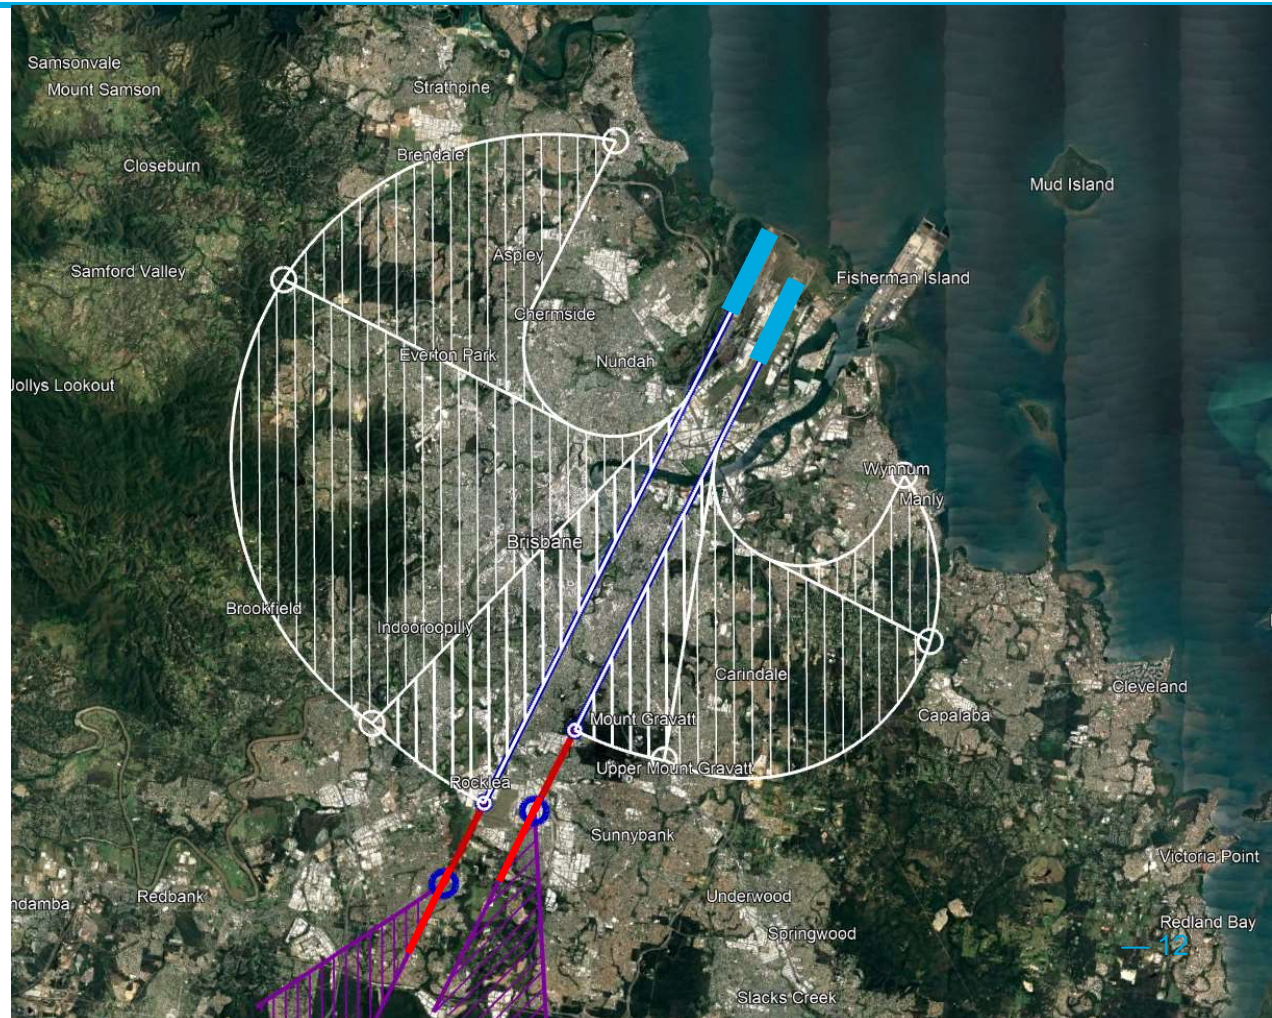 Samsonvale
Mount Samson
Strathpine
Closeburn
Brendale
Mud Island
Samford Valley
Aspley
Fisherman Island
Chermside
Everton Park
Nundah
Jollys Lookout
Wynnum
Manly
Brisbane
Brookfield
Indooroopilly
Carindale
Cleveland
Mount Gravatt
Capalaba
Upper Mount Gravatt
Rocklea
Sunnybank
Victoria Point
Redbank
Underwood
ndamba
Redland Bay
Springwood
— 12
Slacks Creek